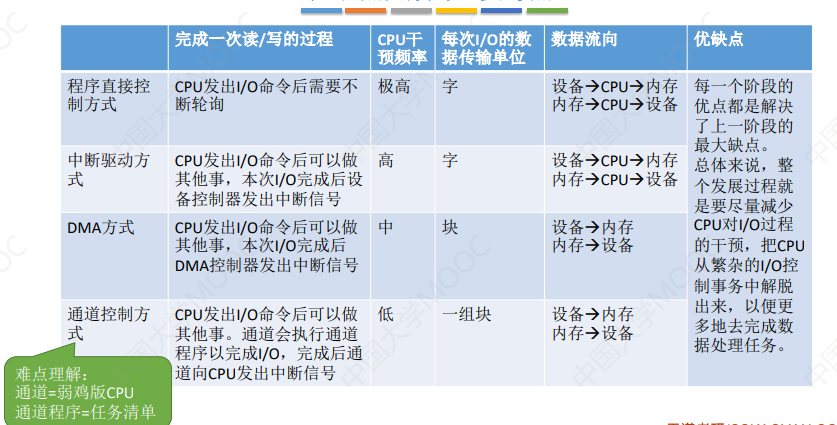 完成一次读/写的过程
CPU干
预频率
每次I/O的数
据传输单位
数据流向
优缺点
程序直接控
制方式
CPU发出I/O命令后需要不
断轮询
极高
字
设备→CPU→内存
内存→CPU→设备
每一个阶段的
优点都是解决
了上一阶段的
最大缺点。
总体来说，整
个发展过程就
是要尽量减少
CPU对I/O过程
的干预，把CPU
从繁杂的I/O控
制事务中解脱
出来，以便更
多地去完成数
据处理任务。
中断驱动方
式
CPU发出I/O命令后可以做
其他事，本次I/O完成后设
备控制器发出中断信号
高
字
设备→CPU→内存
内存→CPU→设备
DMA方式
CPU发出I/O命令后可以做
其他事，本次I/O完成后
DMA控制器发出中断信号
中
块
设备→内存
内存→设备
通道控制方
式
CPU发出I/O命令后可以做
其他事。通道会执行通道
程序以完成I/O，完成后通
道向CPU发出中断信号
低
一组块
设备→内存
内存→设备
难点理解：
通道=弱鸡版CPU
通道程序=任务清单
中国大学MOOC